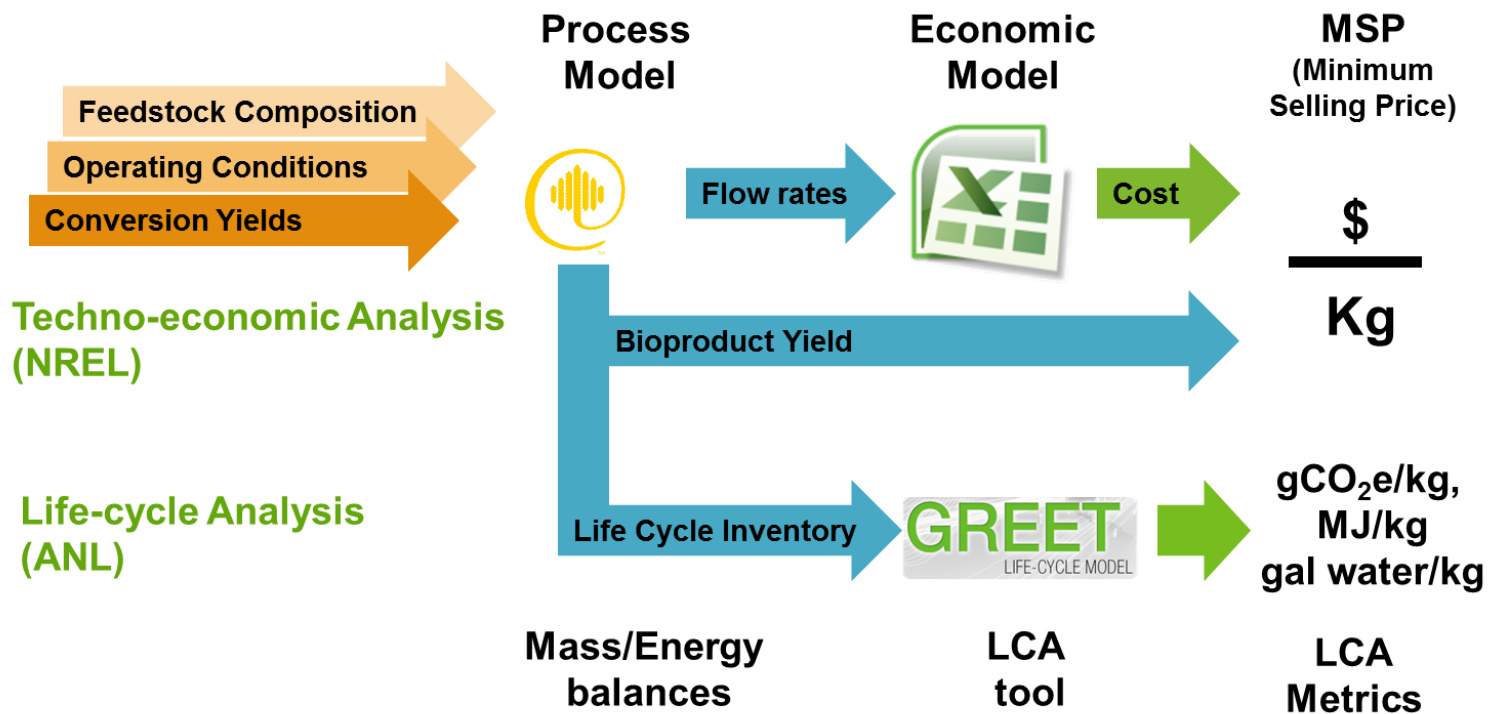 Process
Model
Economic
Model
MSP
(Minimum
Selling Price)
Feedstock Composition
Operating Conditions
Conversion Yields
Flow rates
Cost
$
Kg
Techno-economic Analysis
(NREL)
Bioproduct Yield
Life-cycle Analysis
(ANL)
Life Cycle Inventory
GREET
LIFE-CYCLE MODEL
gCO₂e/kg,
MJ/kg
gal water/kg
Mass/Energy
balances
LCA
tool
LCA
Metrics